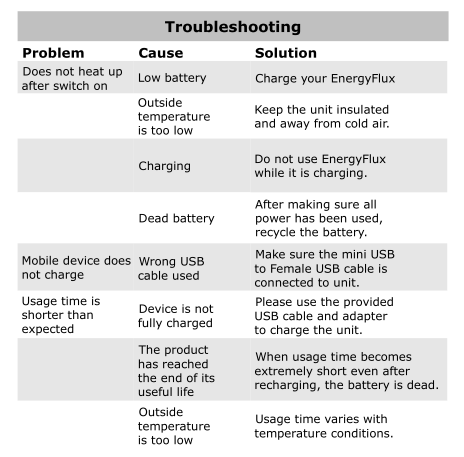 Troubleshooting
Problem Cause Solution
Does not heat up
after switch on
Low battery
Charge your EnergyFlux
Outside
temperature
is too low
Keep the unit insulated
and away from cold air.
Charging
Do not use EnergyFlux
while it is charging.
Dead battery
After making sure all
power has been used,
recycle the battery.
Mobile device does
not charge
Wrong USB
cable used
Make sure the mini USB
to Female USB cable is
connected to unit.
Usage time is
shorter than
expected
Device is not
fully charged
Please use the provided
USB cable and adapter
to charge the unit.
The product
has reached
the end of its
useful life
When usage time becomes
extremely short even after
recharging, the battery is dead.
Outside
temperature
is too low
Usage time varies with
temperature conditions.